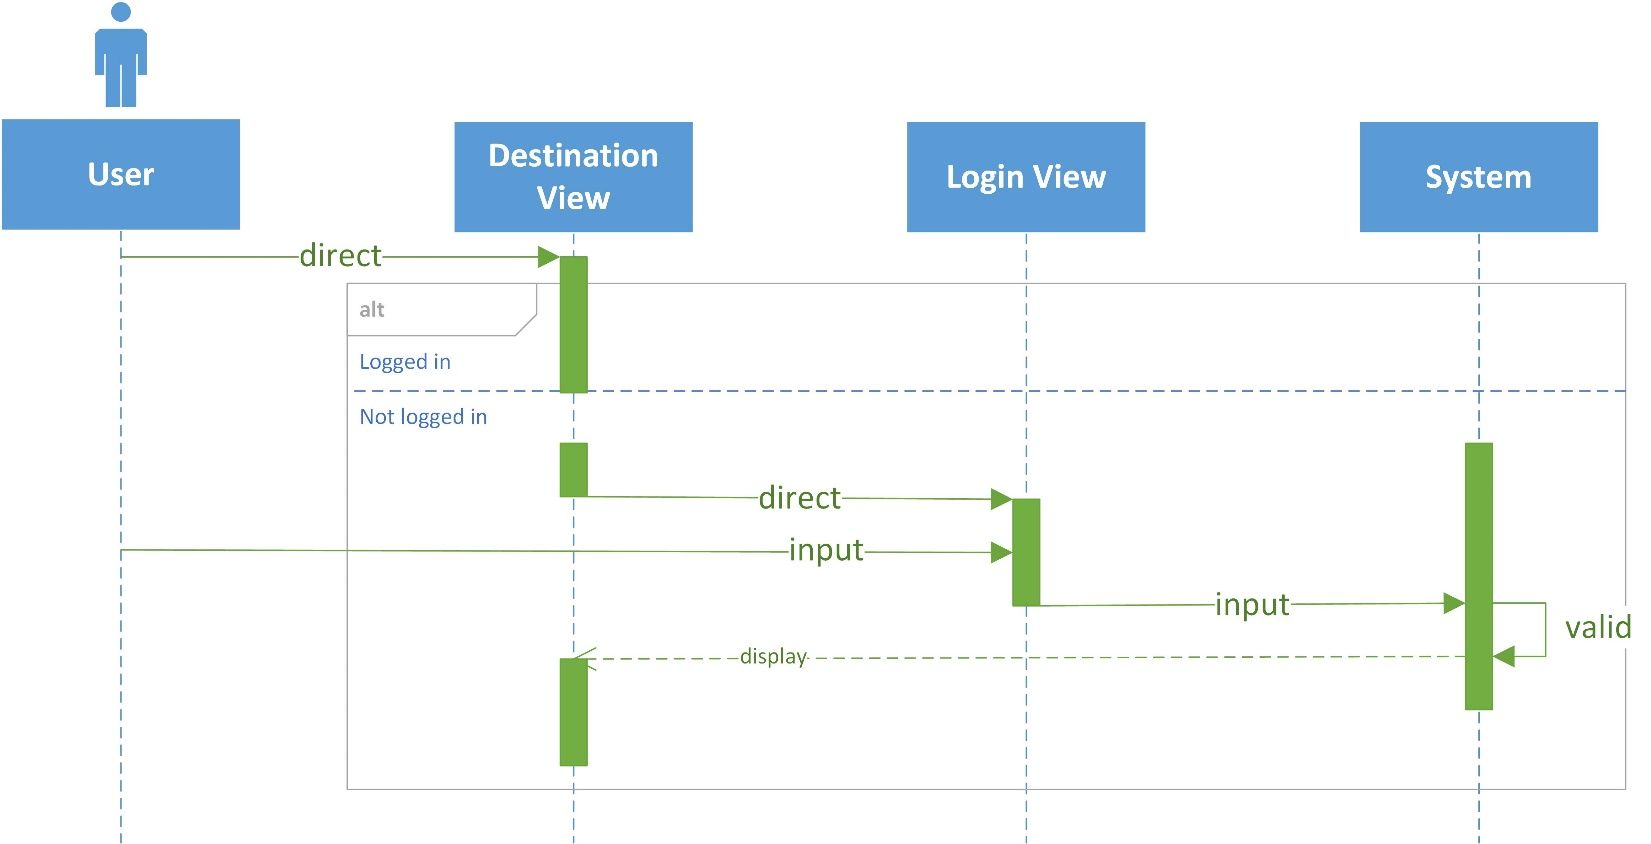 User
Destination
View
Login View
System
direct
alt
Logged in
Not logged in
direct
input
input
valid
display